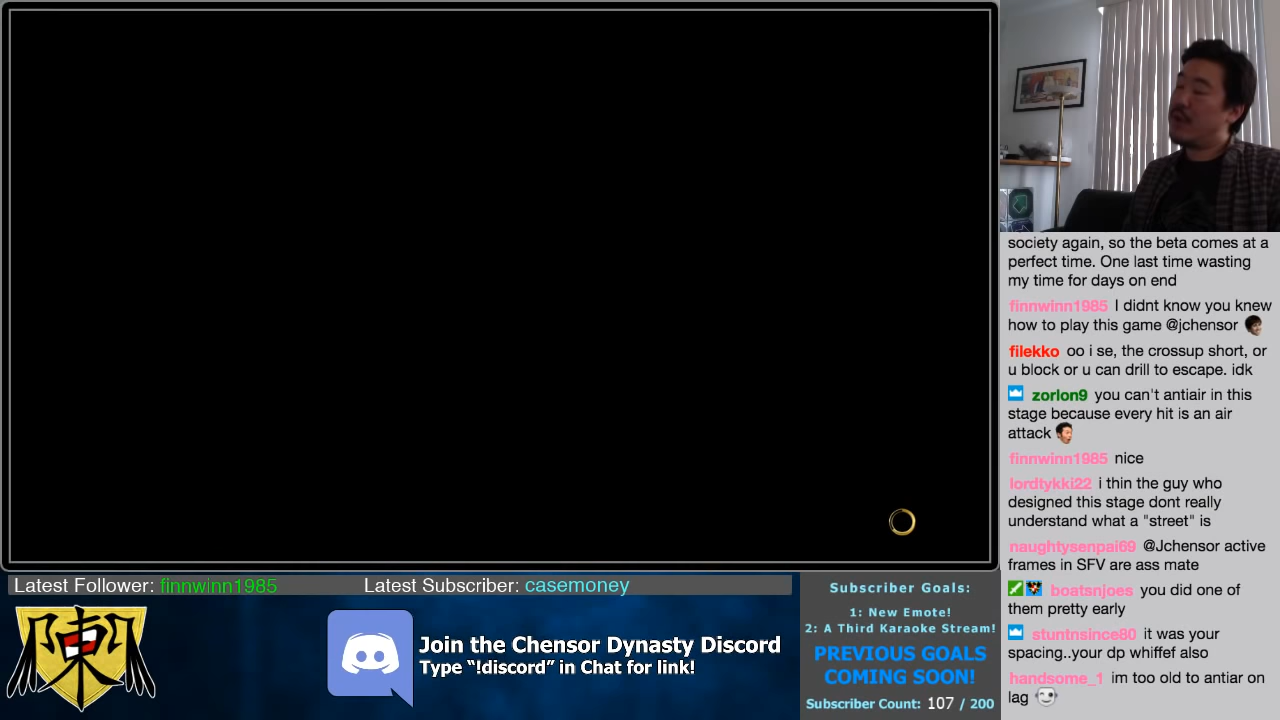 society again, so the beta comes at a
perfect time. One last time wasting
my time for days on end
finnwinn1985 I didnt know you knew
how to play this game @jchensor
filekko oo i se, the crossup short, or
u block or u can drill to escape. idk
zorlon9 you can't antiair in this
stage because every hit is an air
attack
finnwinn1985 nice
lordtykki22 i thin the guy who
designed this stage dont really
understand what a "street" is
naughtysenpai69 @Jchensor active
frames in SFV are ass mate
boatsnjoes you did one of
them pretty early
stuntnsince80 it was your
spacing..your dp whiffef also
handsome_1 im too old to antiar on
lag
Latest Follower: finnwinn1985
Latest Subscriber: casemoney
Join the Chensor Dynasty Discord
Type “!discord” in Chat for link!
Subscriber Goals:
1: New Emote!
2: A Third Karaoke Stream!
PREVIOUS GOALS
COMING SOON!
Subscriber Count: 107 / 200